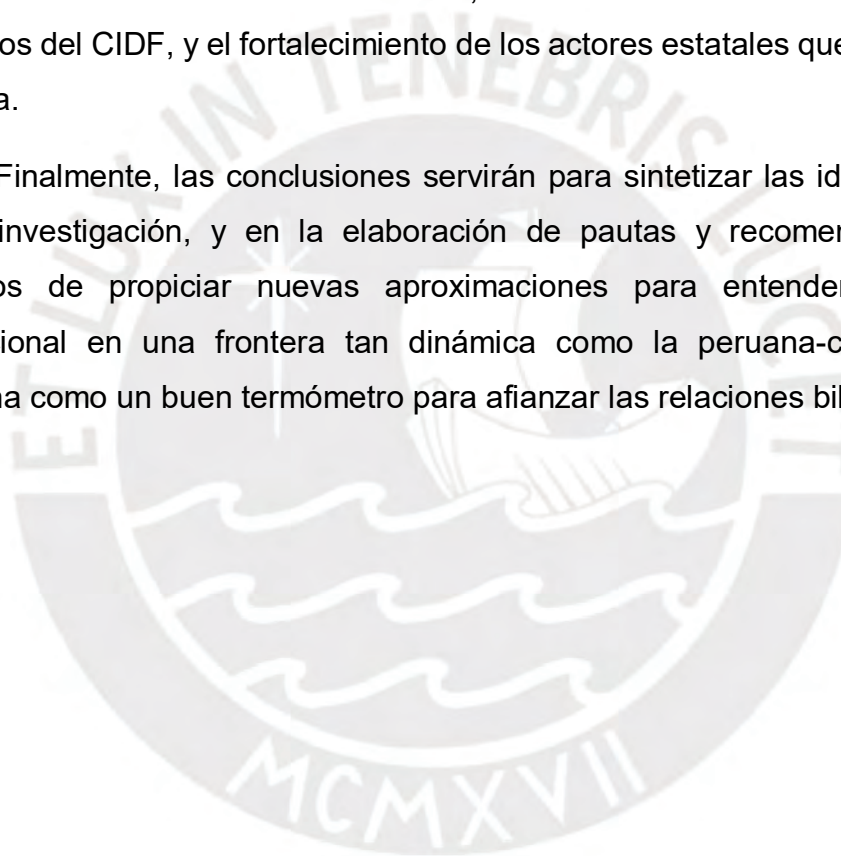 os del CIDF, y el fortalecimiento de los actores estatales que
a.
Finalmente, las conclusiones servirán para sintetizar las id
investigación, y en la elaboración de pautas y recomer
os de propiciar nuevas aproximaciones para entender
ional en una frontera tan dinámica como la peruana-c
na como un buen termómetro para afianzar las relaciones bil
ET LUX IN TENEBRIS LUCET
MCMXVII